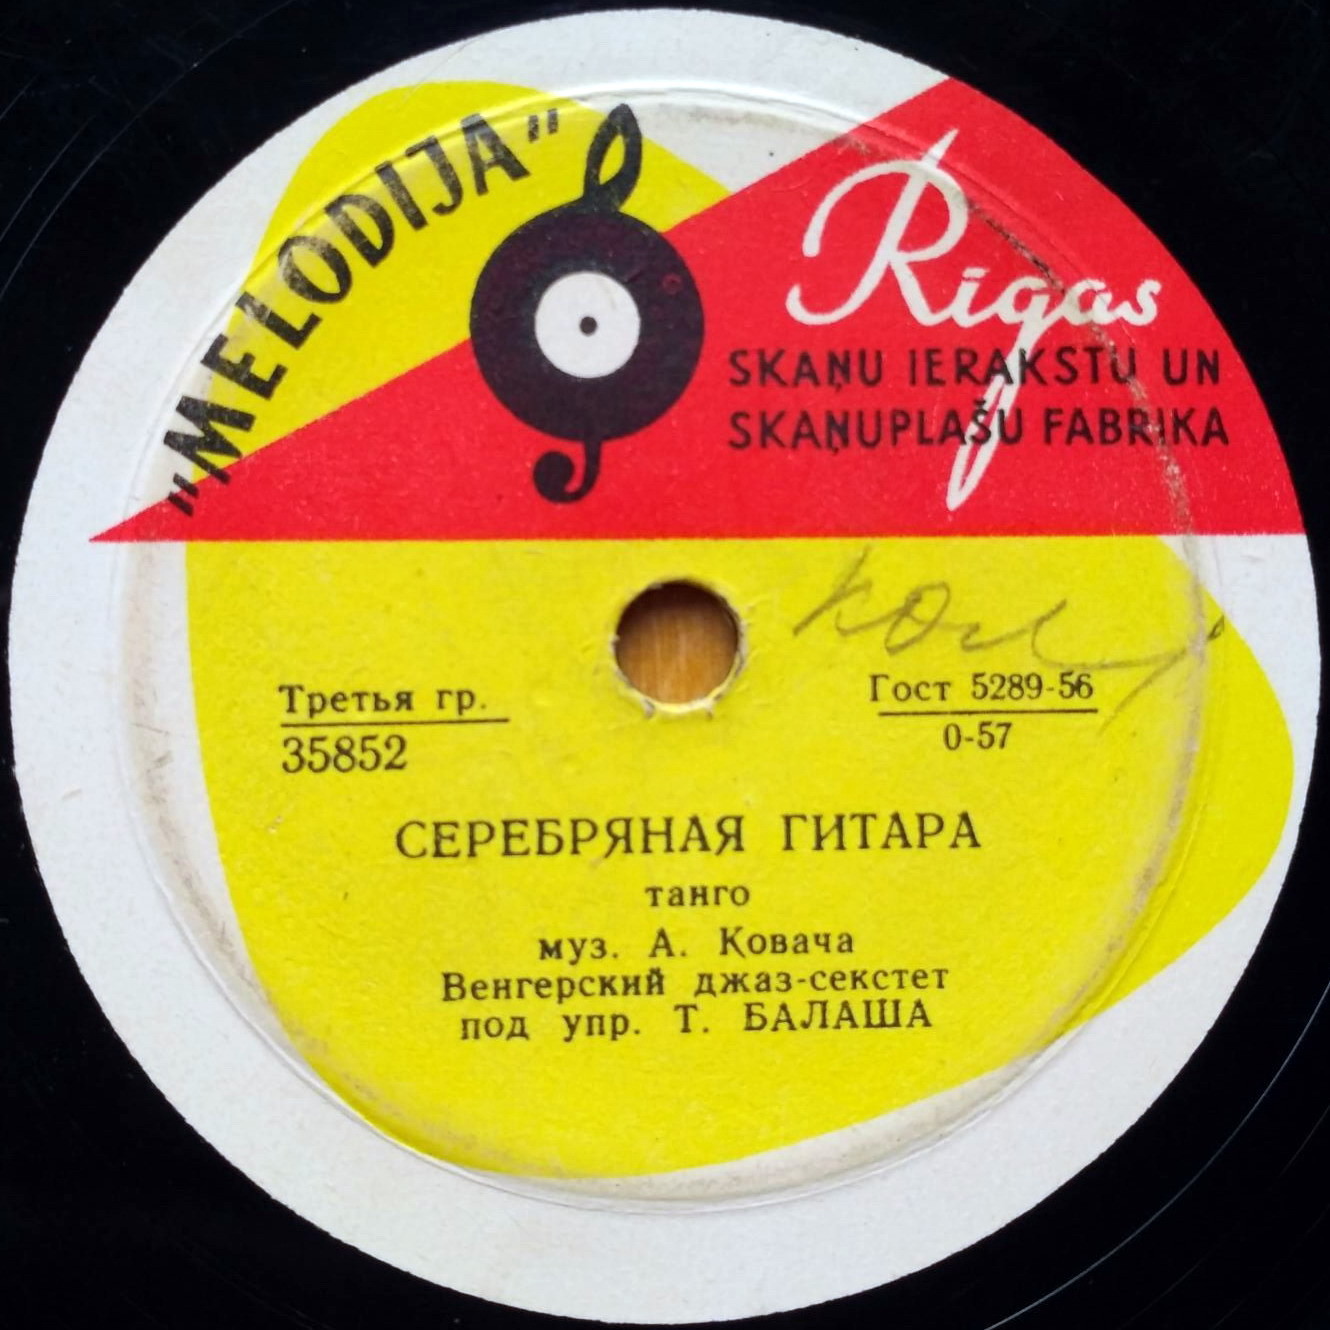 „MELODIJA"
Rīgas
SKAŅU IERAKSTU UN
SKAŅUPLAŠU FABRIKA
Третья гр.
35852
Гост 5289-56
0-57
СЕРЕБРЯНАЯ ГИТАРА
танго
муз. А. Ковача
Венгерский джаз-секстет
под упр. Т. БАЛАША